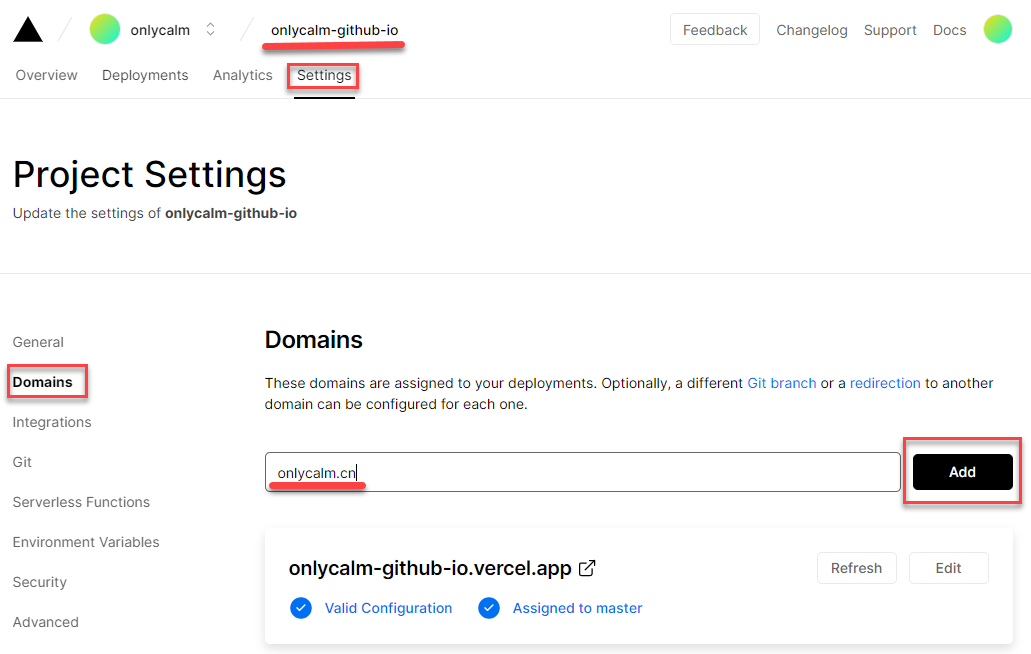 onlycalm onlycalm-github-io Feedback Changelog Support Docs
Overview Deployments Analytics Settings
Project Settings
Update the settings of onlycalm-github-io
General
Domains
Integrations
Git
Serverless Functions
Environment Variables
Security
Advanced
Domains
These domains are assigned to your deployments. Optionally, a different Git branch or a redirection to another
domain can be configured for each one.
onlycalm.cn Add
onlycalm-github-io.vercel.app Refresh Edit
Valid Configuration Assigned to master